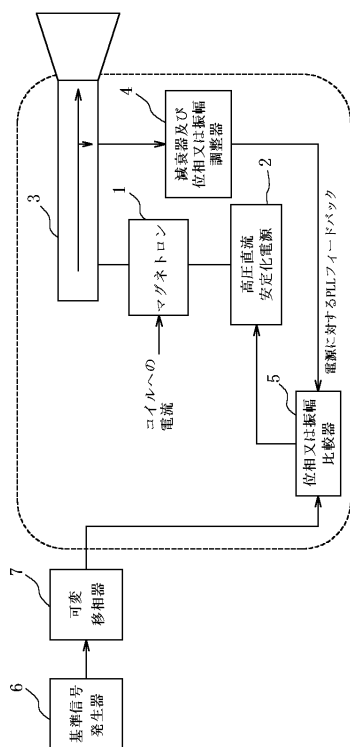 6
基準信号
発生器
7
可変
移相器
3
コイルへの
電流
1
マグネトロン
4
減衰器及び
位相又は振幅
調整器
2
高圧直流
安定化電源
5
位相又は振幅
比較器
電源に対するPLLフィードバック